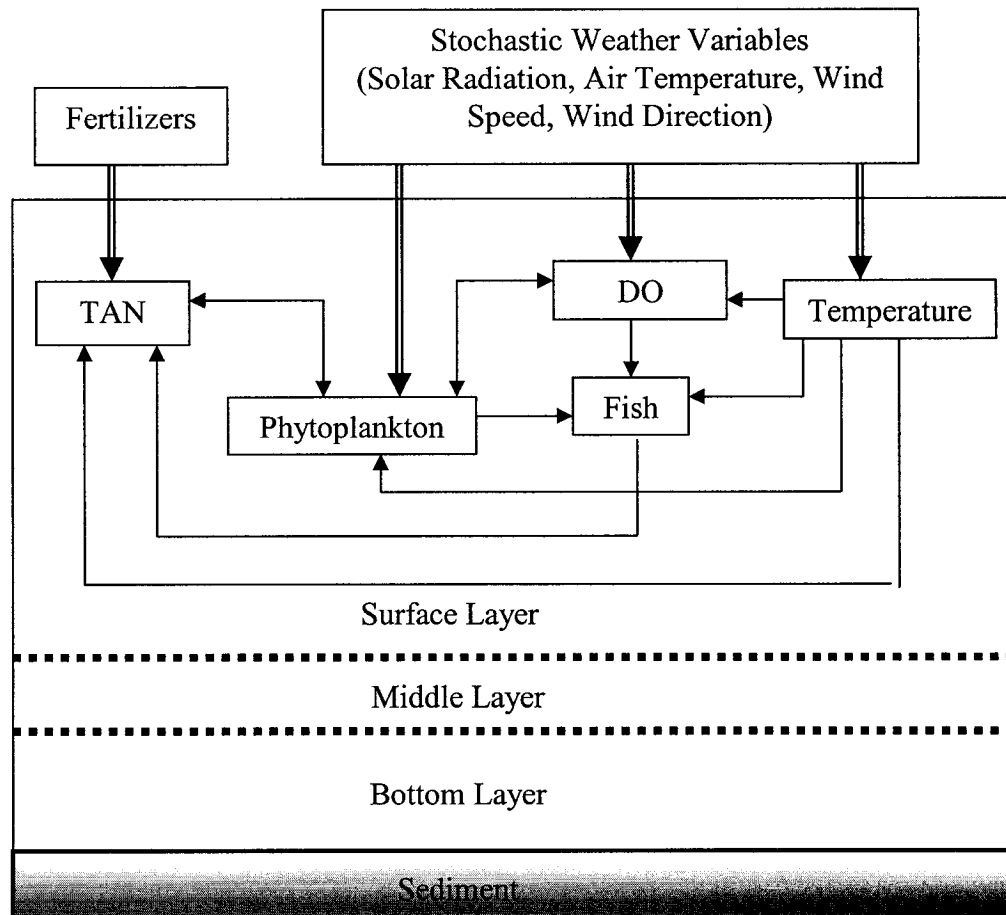 Stochastic Weather Variables
(Solar Radiation, Air Temperature, Wind
Speed, Wind Direction)
Fertilizers
TAN
DO
Temperature
Phytoplankton
Fish
Surface Layer
Middle Layer
Bottom Layer
Sediment